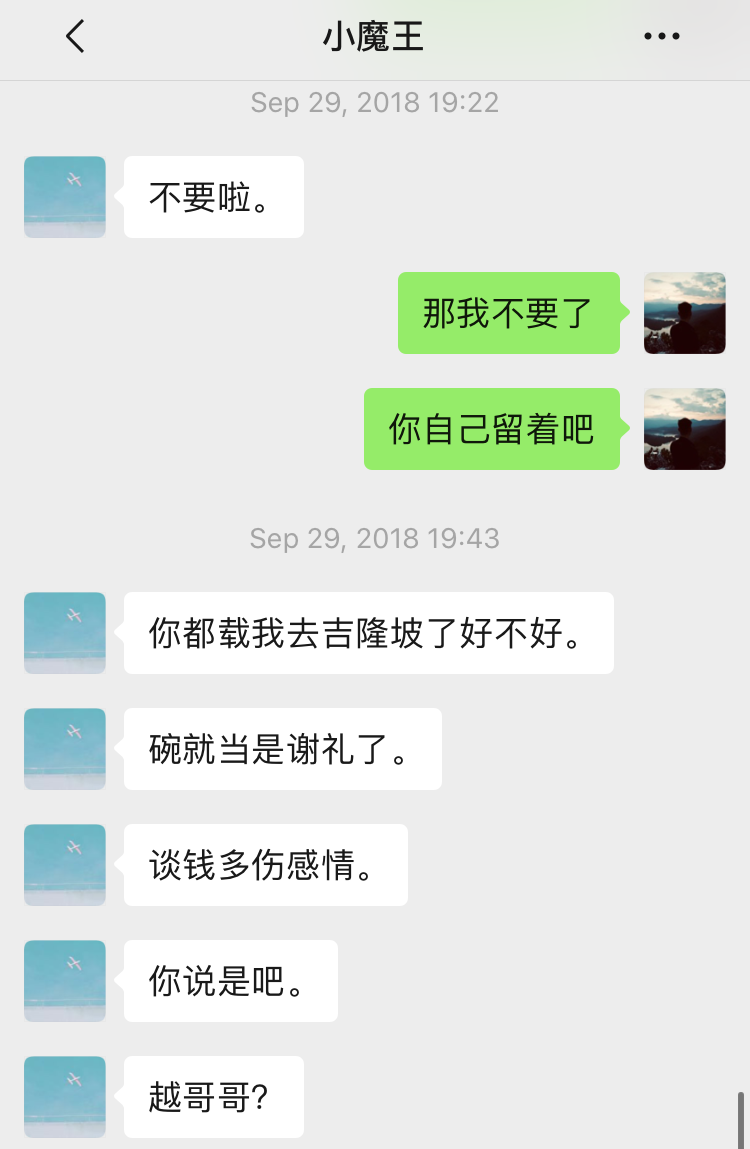 小魔王
Sep 29, 2018 19:22
不要啦。
那我不要了
你自己留着吧
Sep 29, 2018 19:43
你都载我去吉隆坡了好不好。
碗就当是谢礼了。
谈钱多伤感情。
你说是吧。
越哥哥?